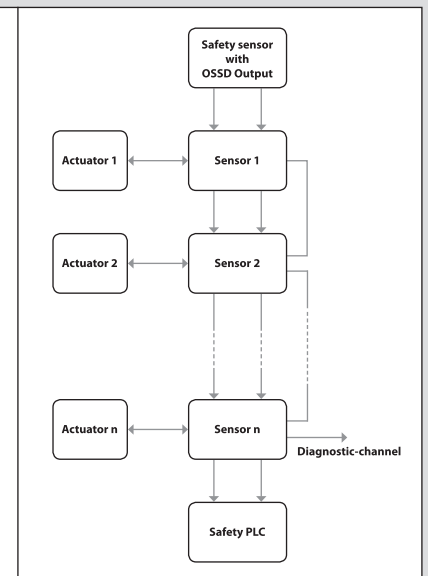 Safety sensor
with
OSSD Output
Actuator 1
Sensor 1
Actuator 2
Sensor 2
Actuator n
Sensor n
Diagnostic-channel
Safety PLC